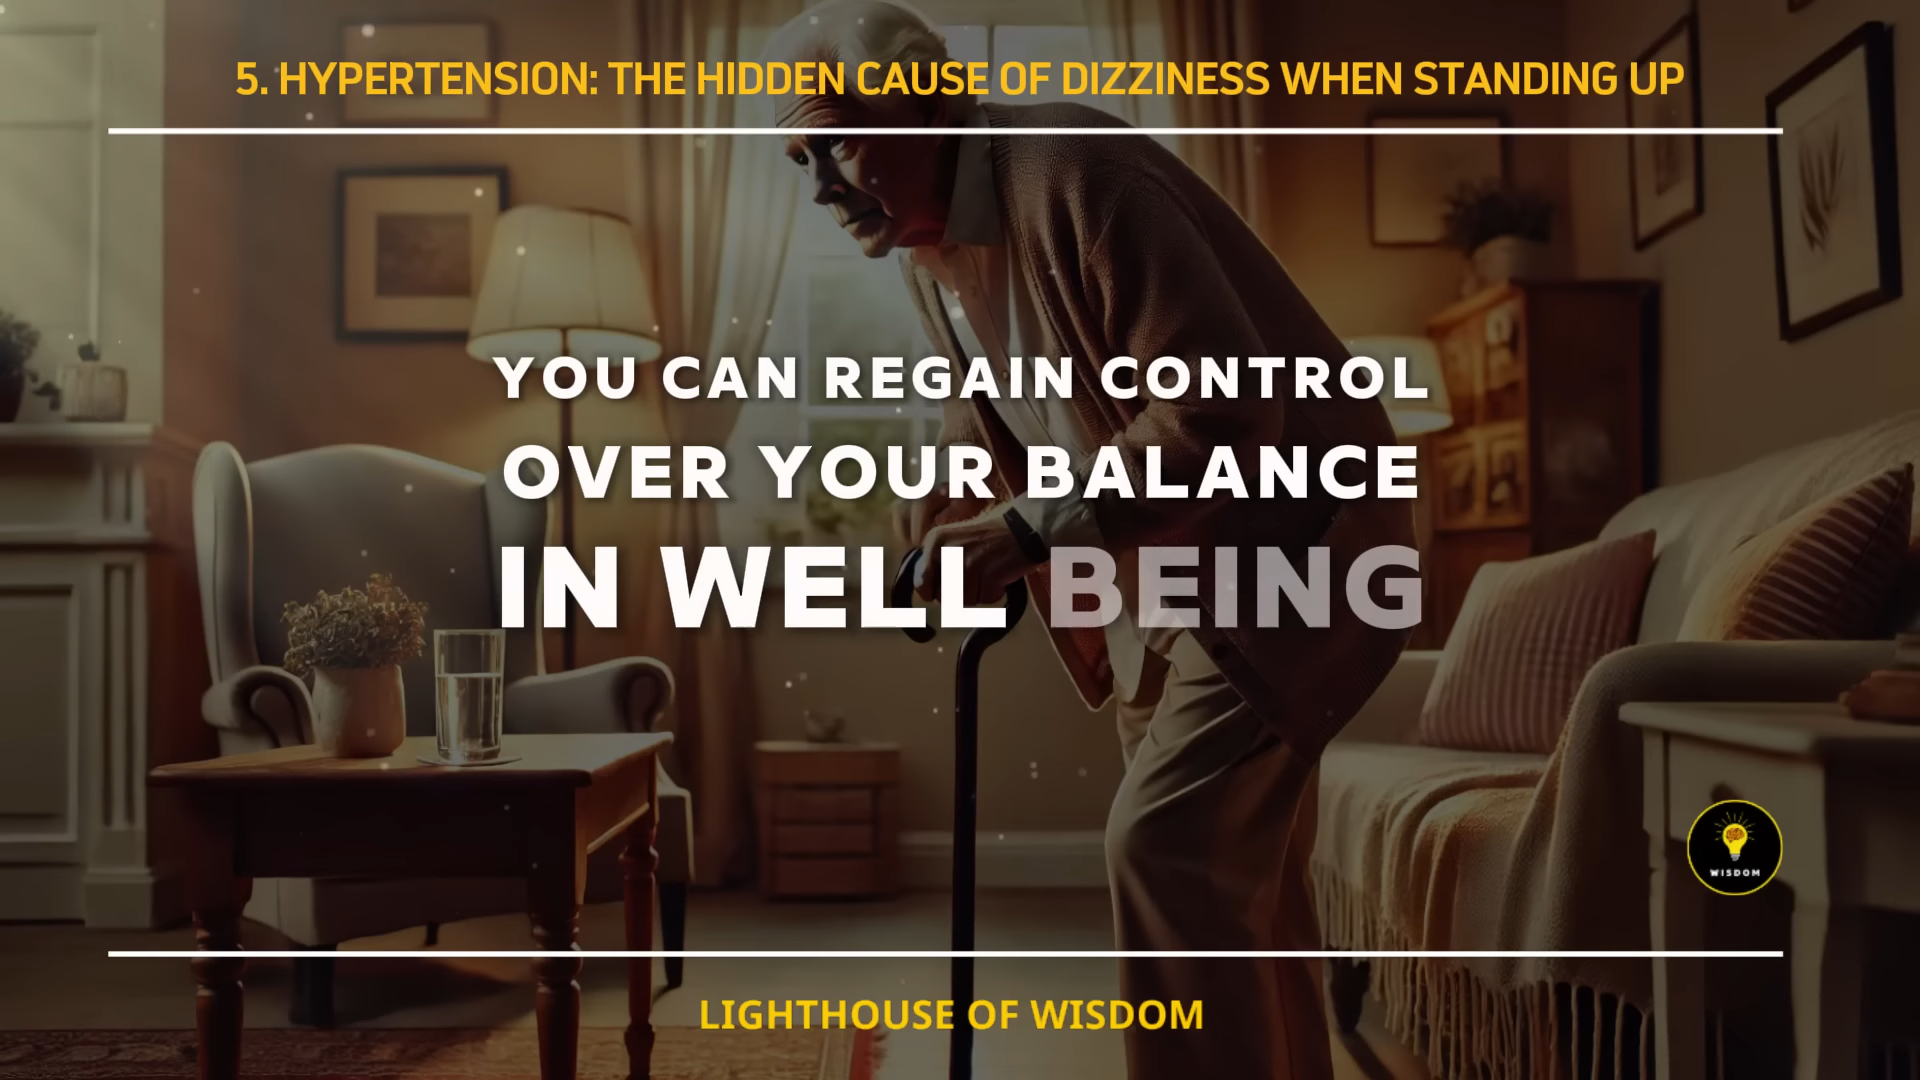 5. HYPERTENSION: THE HIDDEN CAUSE OF DIZZINESS WHEN STANDING UP
YOU CAN REGAIN CONTROL
OVER YOUR BALANCE
IN WELL BEING
WISDOM
LIGHTHOUSE OF WISDOM